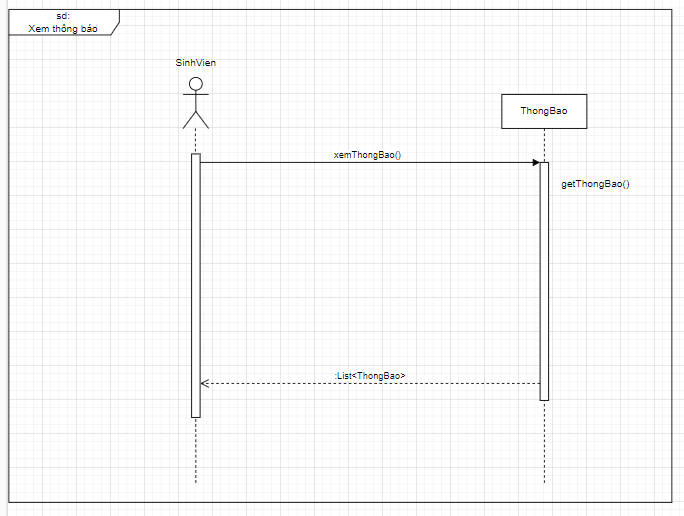 sd:
Xem thông báo
SinhVien
ThongBao
xemThongBao()
getThongBao()
:List<ThongBao>